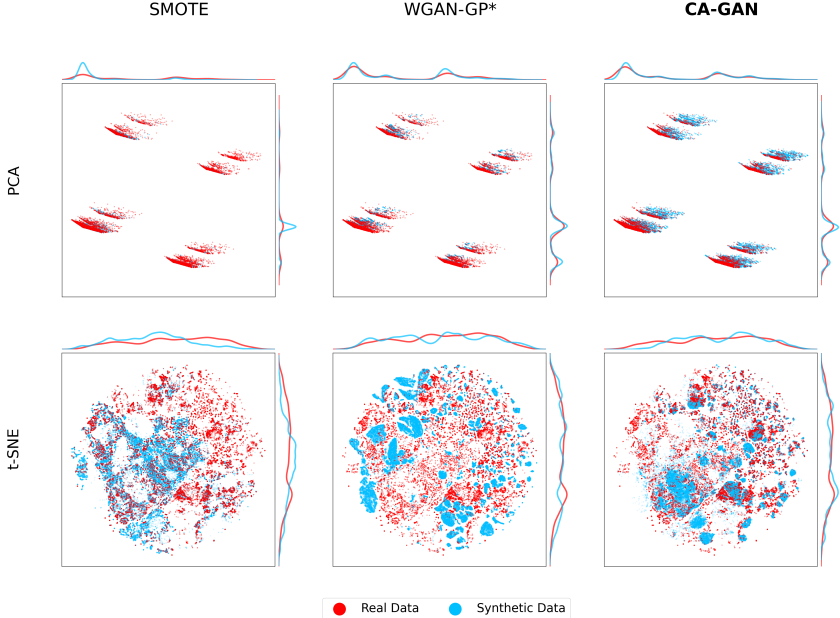 SMOTE
WGAN-GP*
CA-GAN
PCA
t-SNE
Real Data
Synthetic Data